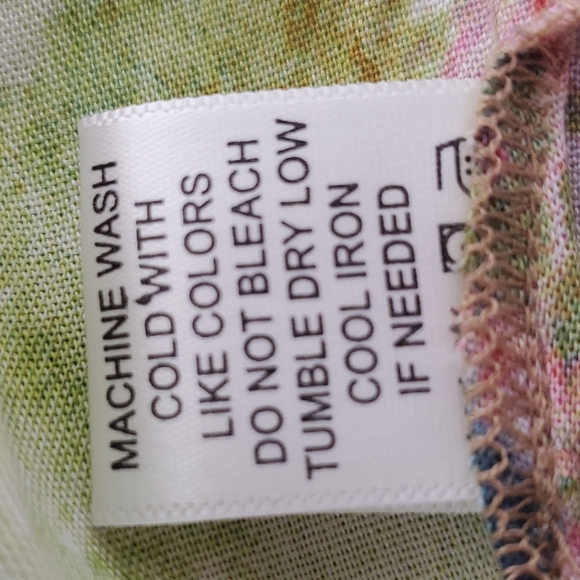 MACHINE WASH
COLD WITH
LIKE COLORS
DO NOT BLEACH
TUMBLE DRY LOW
COOL IRON
IF NEEDED